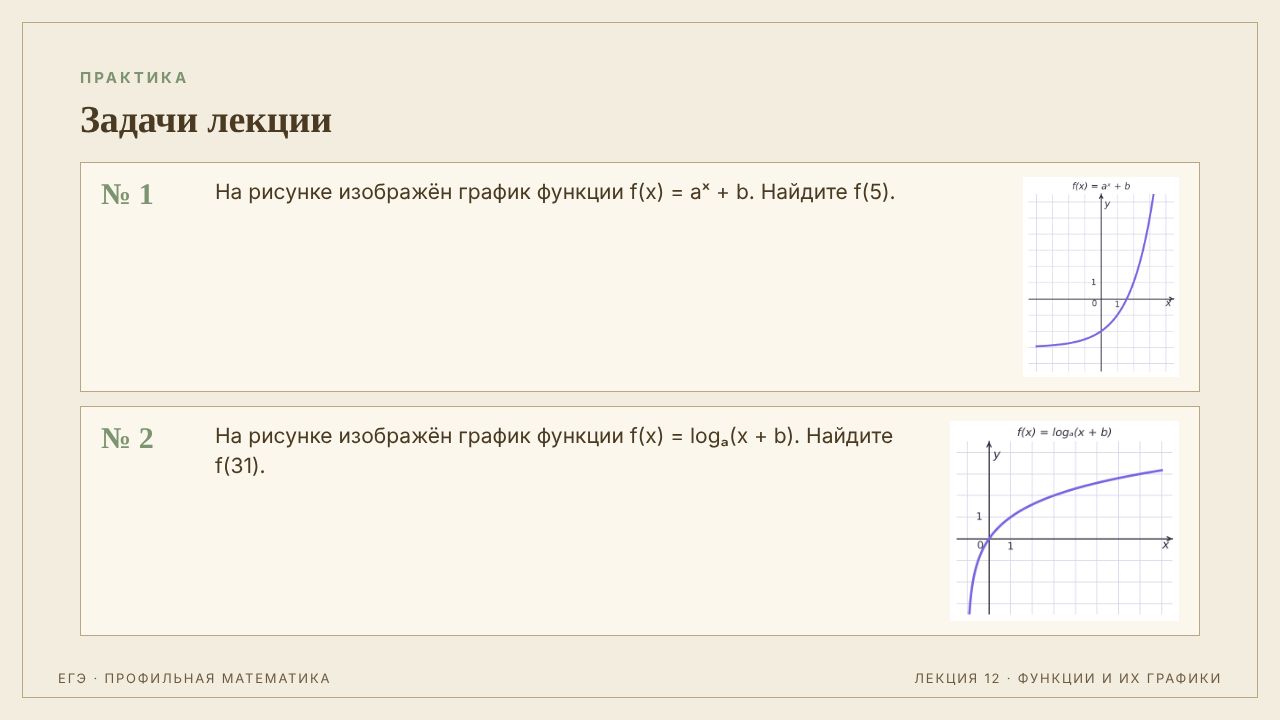 ПРАКТИКА
Задачи лекции
№ 1
На рисунке изображён график функции f(x) = aˣ + b. Найдите f(5).
f(x) = aˣ + b
y
1
0
1
x
№ 2
На рисунке изображён график функции f(x) = logₐ(x + b). Найдите
f(31).
f(x) = logₐ(x + b)
y
1
0
1
x
ЕГЭ · ПРОФИЛЬНАЯ МАТЕМАТИКА
ЛЕКЦИЯ 12 · ФУНКЦИИ И ИХ ГРАФИКИ